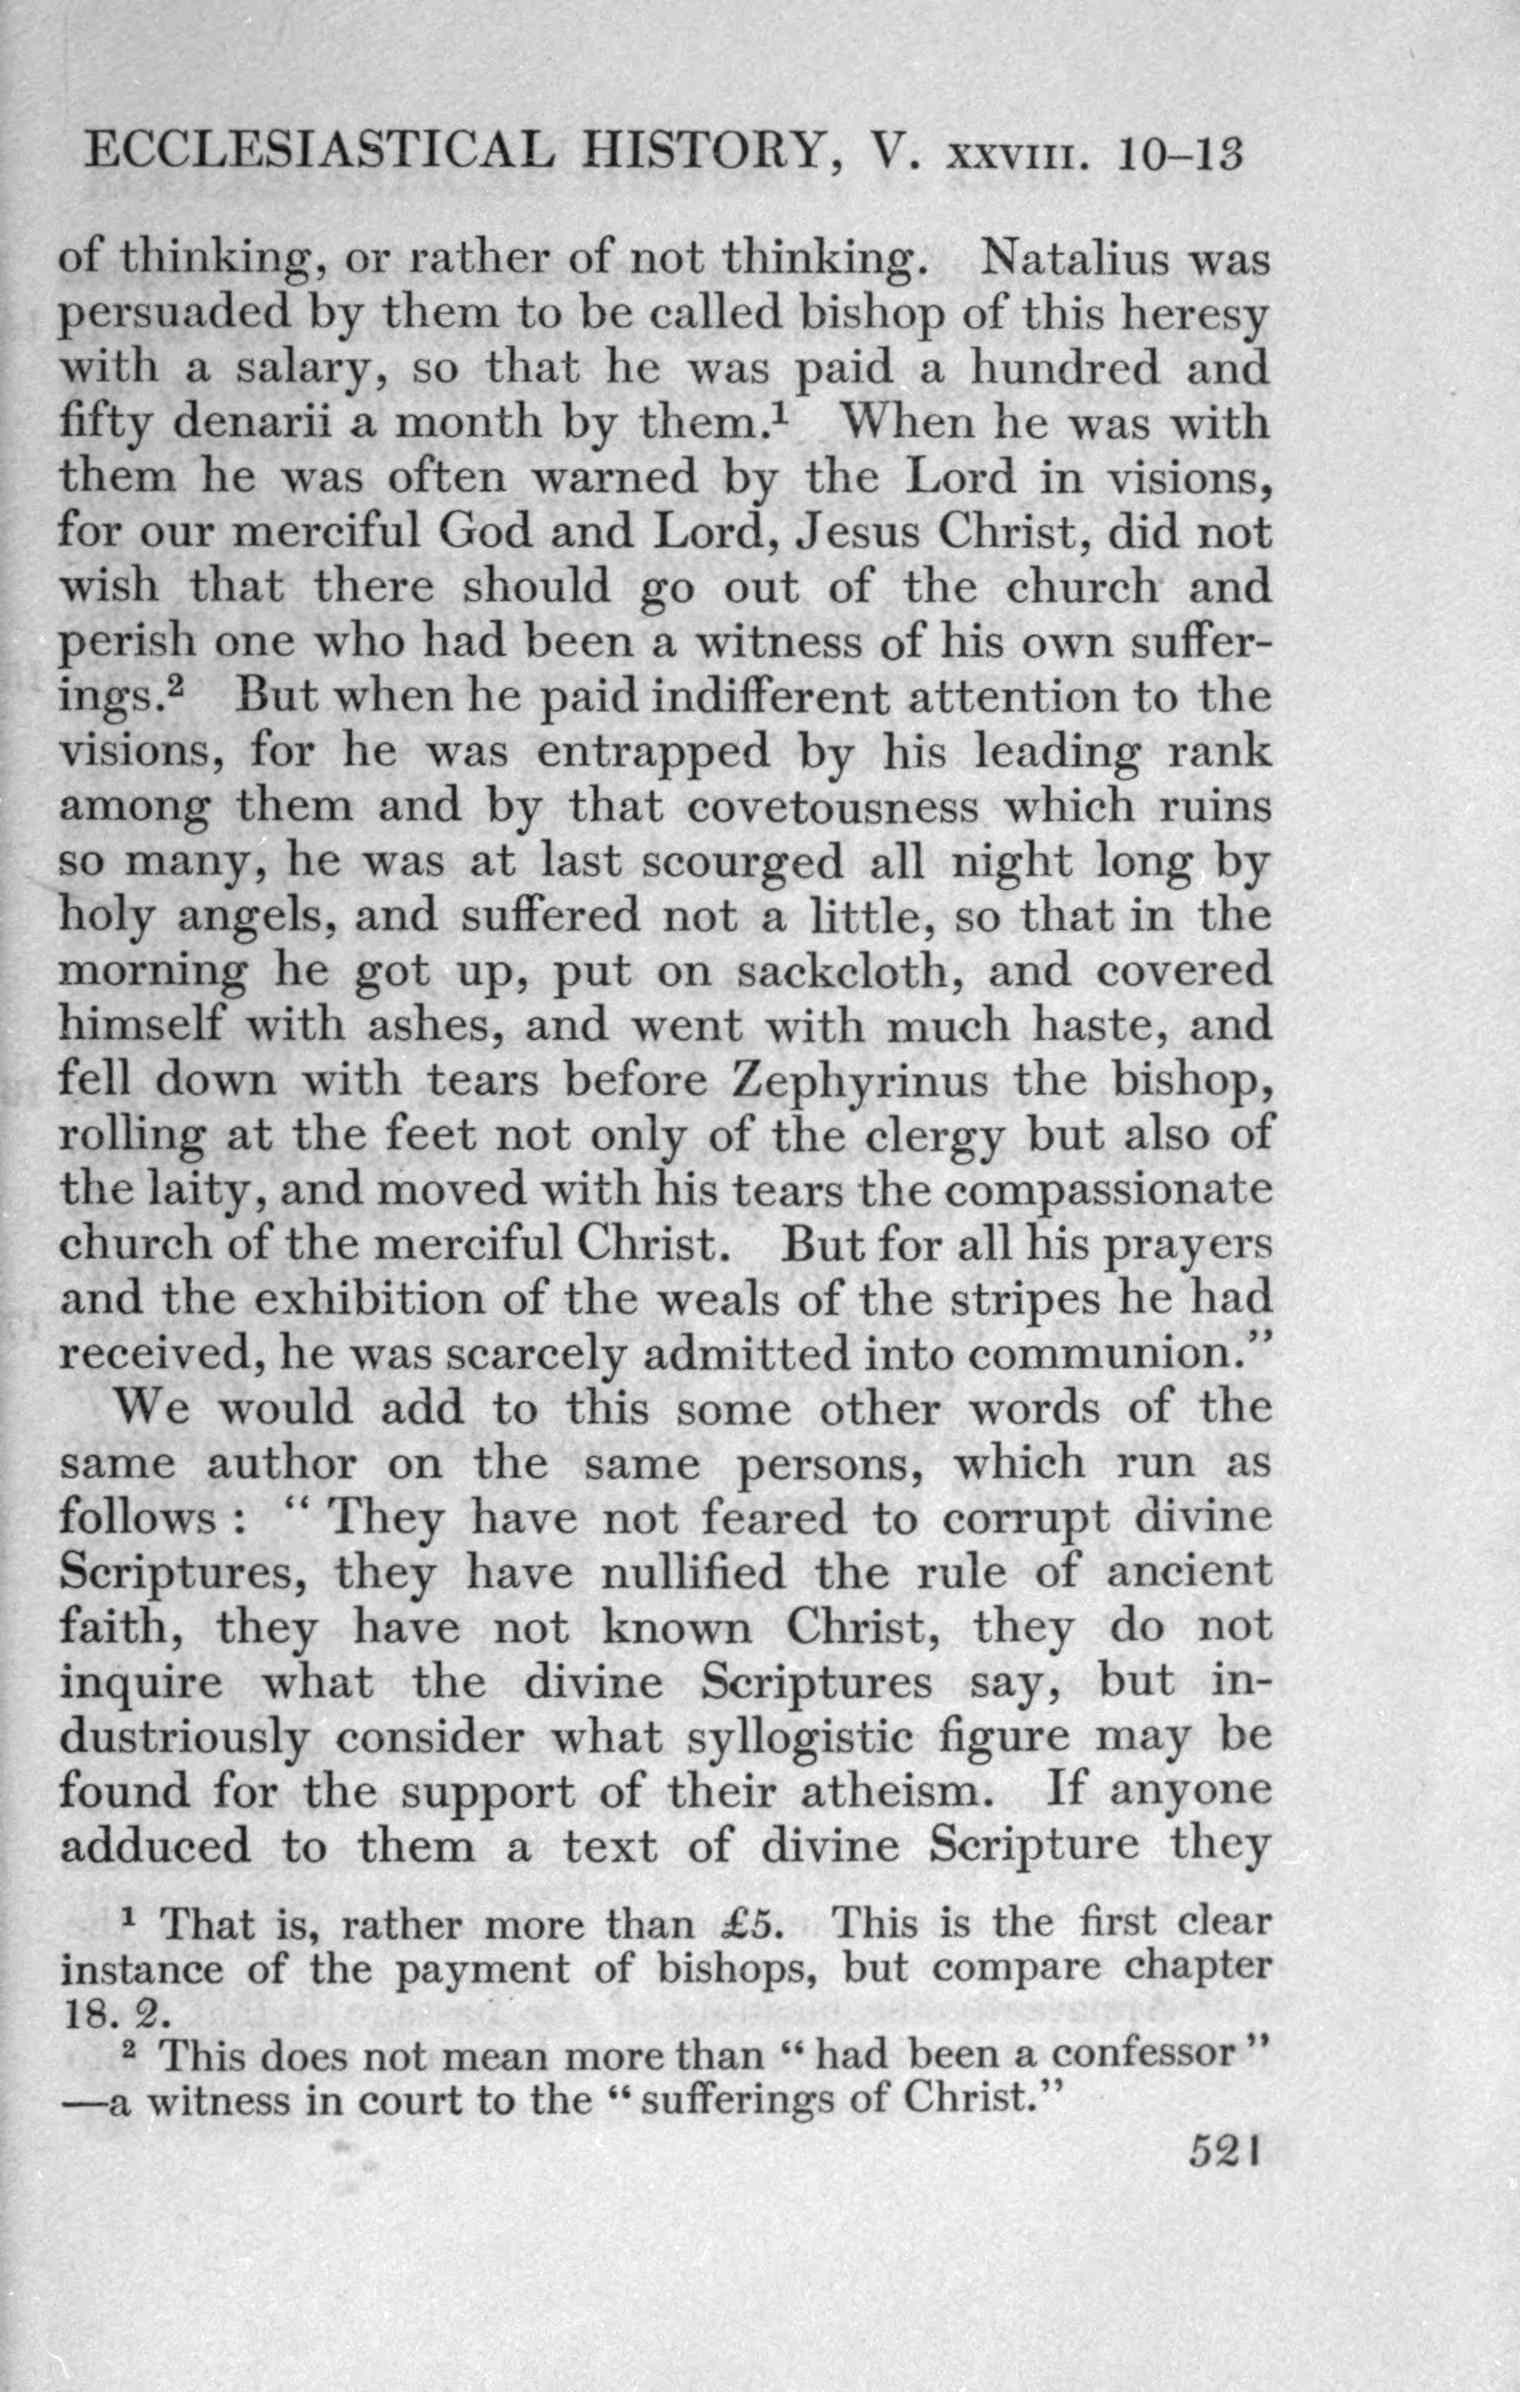 ECCLESIASTICAL HISTORY, V. XXVIII. 10–13
of thinking, or rather of not thinking. Natalius was
persuaded by them to be called bishop of this heresy
with a salary, so that he was paid a hundred and
fifty denarii a month by them.¹ When he was with
them he was often warned by the Lord in visions,
for our merciful God and Lord, Jesus Christ, did not
wish that there should go out of the church and
perish one who had been a witness of his own suffer-
ings.² But when he paid indifferent attention to the
visions, for he was entrapped by his leading rank
among them and by that covetousness which ruins
so many, he was at last scourged all night long by
holy angels, and suffered not a little, so that in the
morning he got up, put on sackcloth, and covered
himself with ashes, and went with much haste, and
fell down with tears before Zephyrinus the bishop,
rolling at the feet not only of the clergy but also of
the laity, and moved with his tears the compassionate
church of the merciful Christ. But for all his prayers
and the exhibition of the weals of the stripes he had
received, he was scarcely admitted into communion.”
We would add to this some other words of the
same author on the same persons, which run as
follows : “ They have not feared to corrupt divine
Scriptures, they have nullified the rule of ancient
faith, they have not known Christ, they do not
inquire what the divine Scriptures say, but in-
dustriously consider what syllogistic figure may be
found for the support of their atheism. If anyone
adduced to them a text of divine Scripture they
¹ That is, rather more than £5. This is the first clear
instance of the payment of bishops, but compare chapter
18. 2.
² This does not mean more than “ had been a confessor ”
—a witness in court to the “ sufferings of Christ.”
521